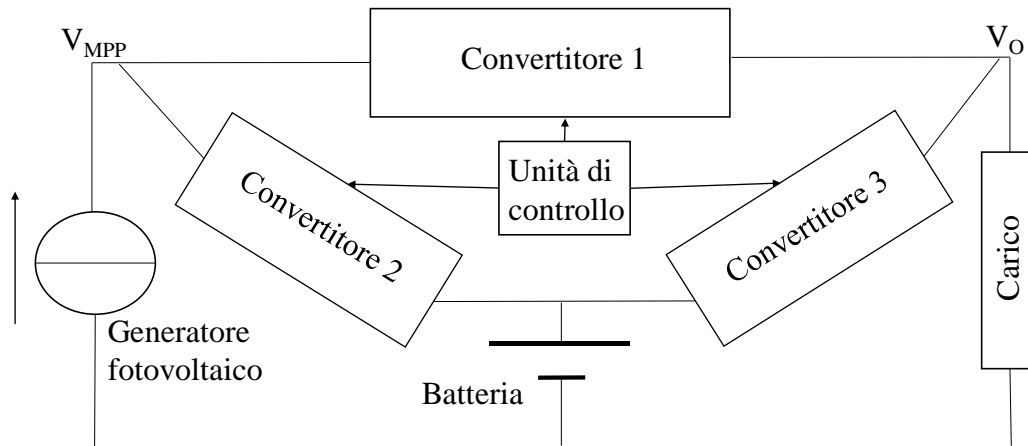 V_MPP
Convertitore 1
V_O
Convertitore 2
Unità di
controllo
Convertitore 3
Carico
Generatore
fotovoltaico
Batteria